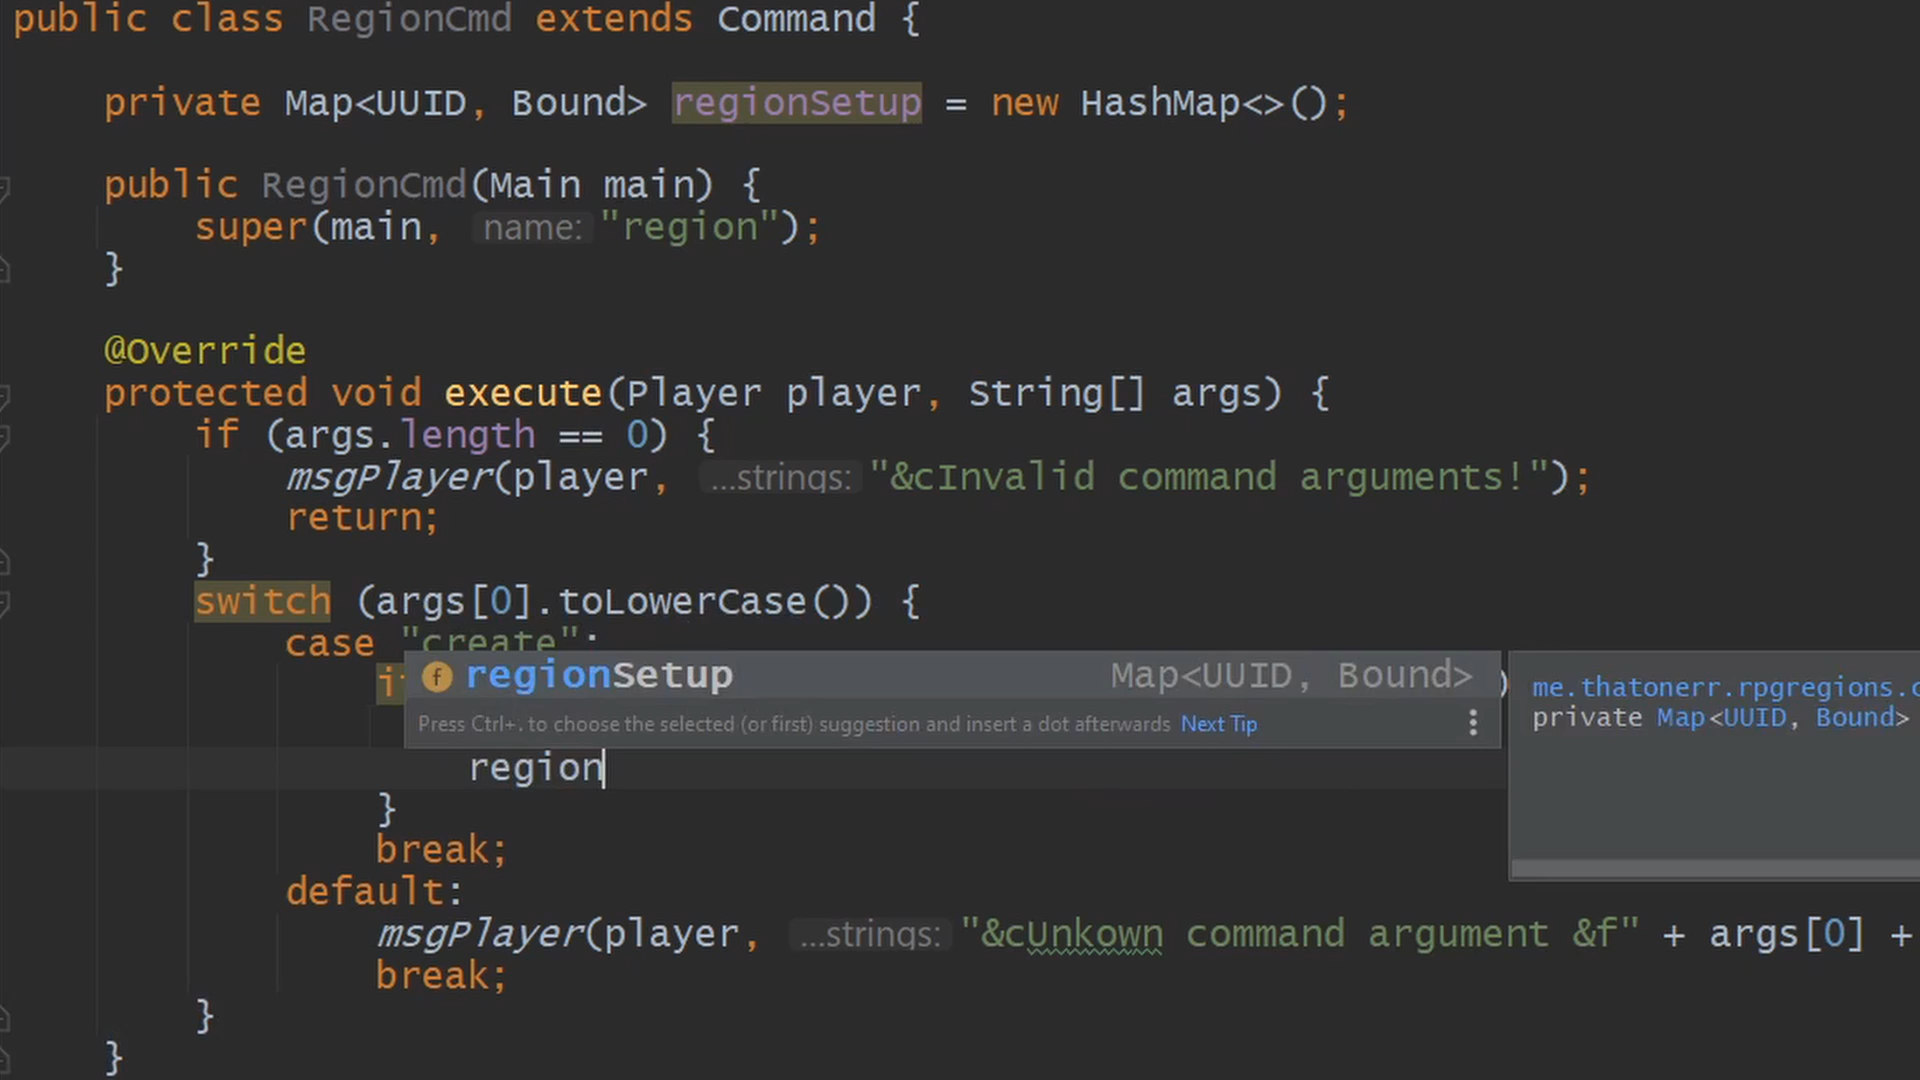 public class RegionCmd extends Command {
private Map<UUID, Bound> regionSetup = new HashMap<>();
public RegionCmd(Main main) {
super(main, name: "region");
}
@Override
protected void execute(Player player, String[] args) {
if (args.length == 0) {
msgPlayer(player, ...strings: "&cInvalid command arguments!");
return;
}
switch (args[0].toLowerCase()) {
case "create":
i
)
f regionSetup Map<UUID, Bound>
me.thatonerr.rpgregions.c
private Map<UUID, Bound>
Press Ctrl+. to choose the selected (or first) suggestion and insert a dot afterwards Next Tip
region
}
break;
default:
msgPlayer(player, ...strings: "&cUnkown command argument &f" + args[0] +
break;
}
}